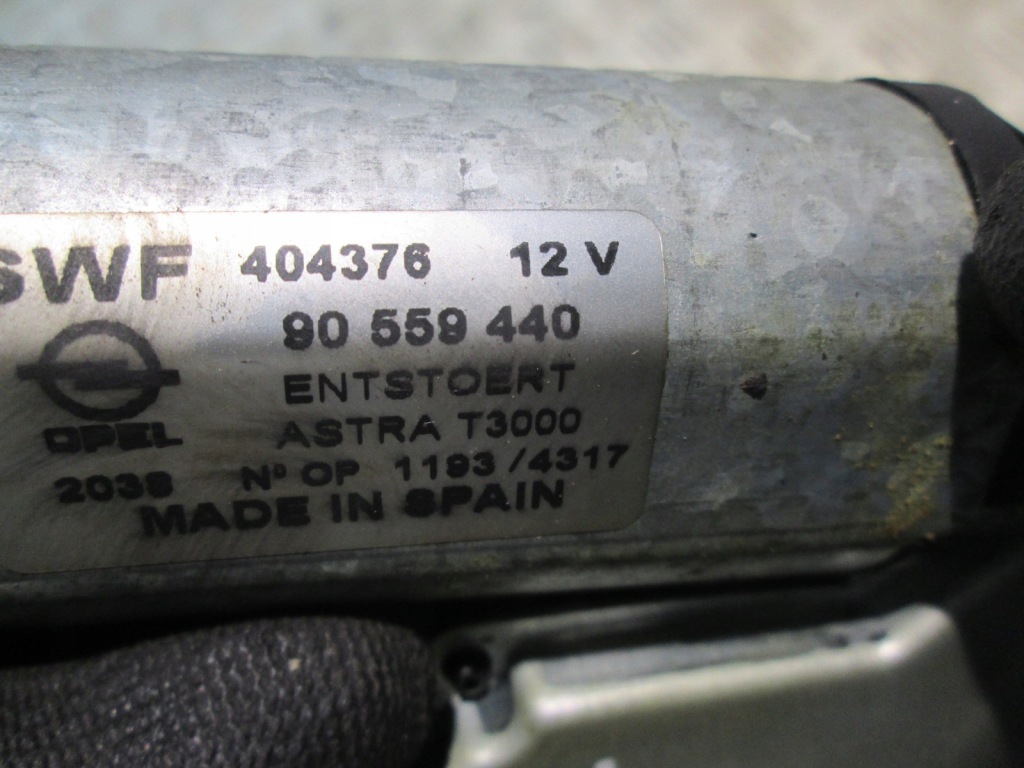 SWF 404376 12 V
90 559 440
ENTSTOERT
OPEL ASTRA T3000
2038 Nº OP 1193/4317
MADE IN SPAIN